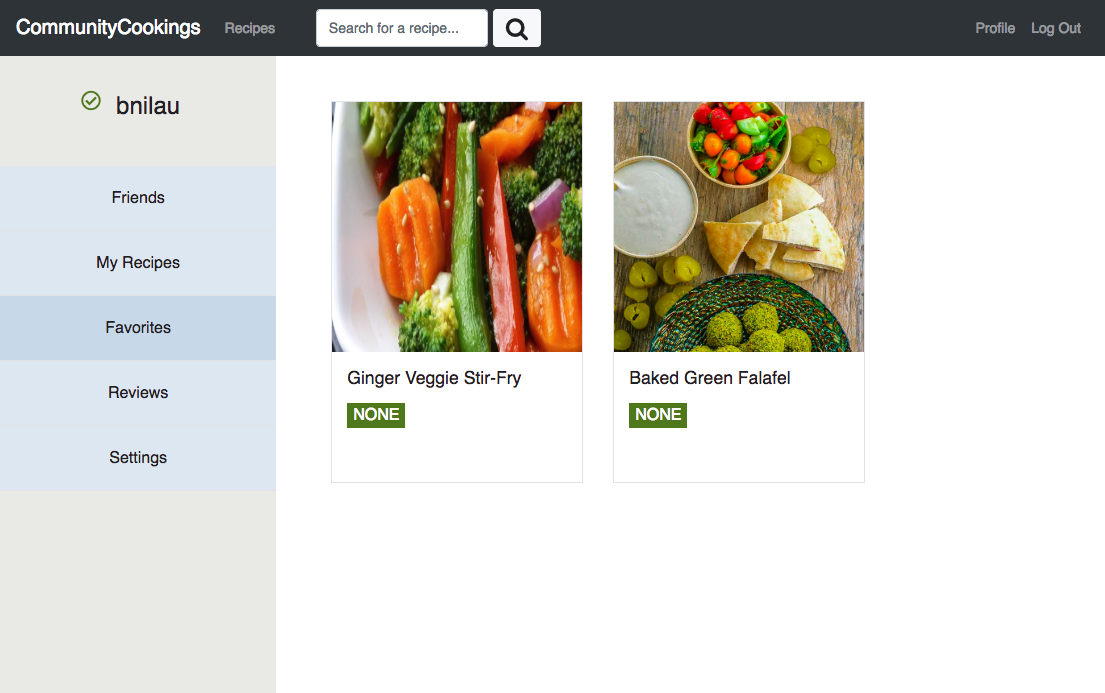 CommunityCookings Recipes Search for a recipe... Profile Log Out
bnilau
Friends
My Recipes
Favorites
Reviews
Settings
Ginger Veggie Stir-Fry
NONE
Baked Green Falafel
NONE